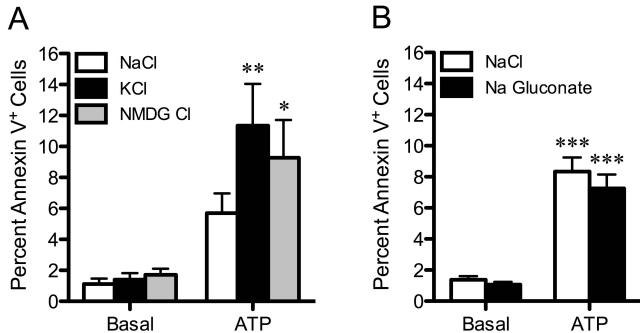 A
Percent Annexin V+ Cells
16
14
12
10
8
6
4
2
0
NaCl
KCl
NMDG Cl
**
*
Basal
ATP
B
Percent Annexin V+ Cells
16
14
12
10
8
6
4
2
0
NaCl
Na Gluconate
***
***
Basal
ATP